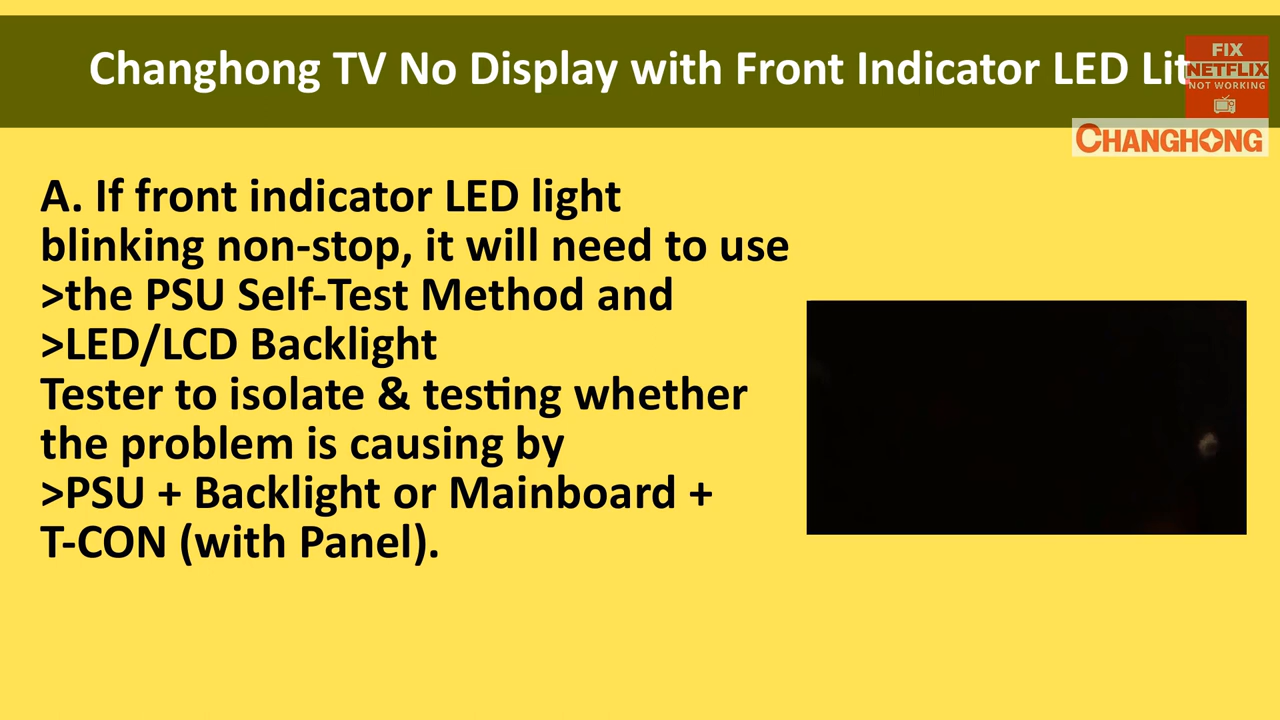 Changhong TV No Display with Front Indicator LED Lit
FIX
NETFLIX
NOT WORKING
CHANGHONG
A. If front indicator LED light
blinking non-stop, it will need to use
>the PSU Self-Test Method and
>LED/LCD Backlight
Tester to isolate & testing whether
the problem is causing by
>PSU + Backlight or Mainboard +
T-CON (with Panel).